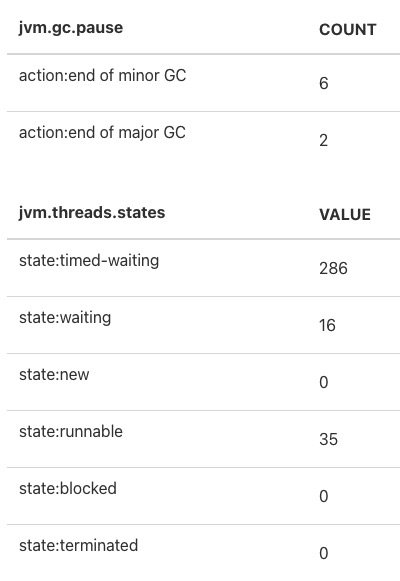 jvm.gc.pause COUNT
action:end of minor GC 6
action:end of major GC 2
jvm.threads.states VALUE
state:timed-waiting 286
state:waiting 16
state:new 0
state:runnable 35
state:blocked 0
state:terminated 0